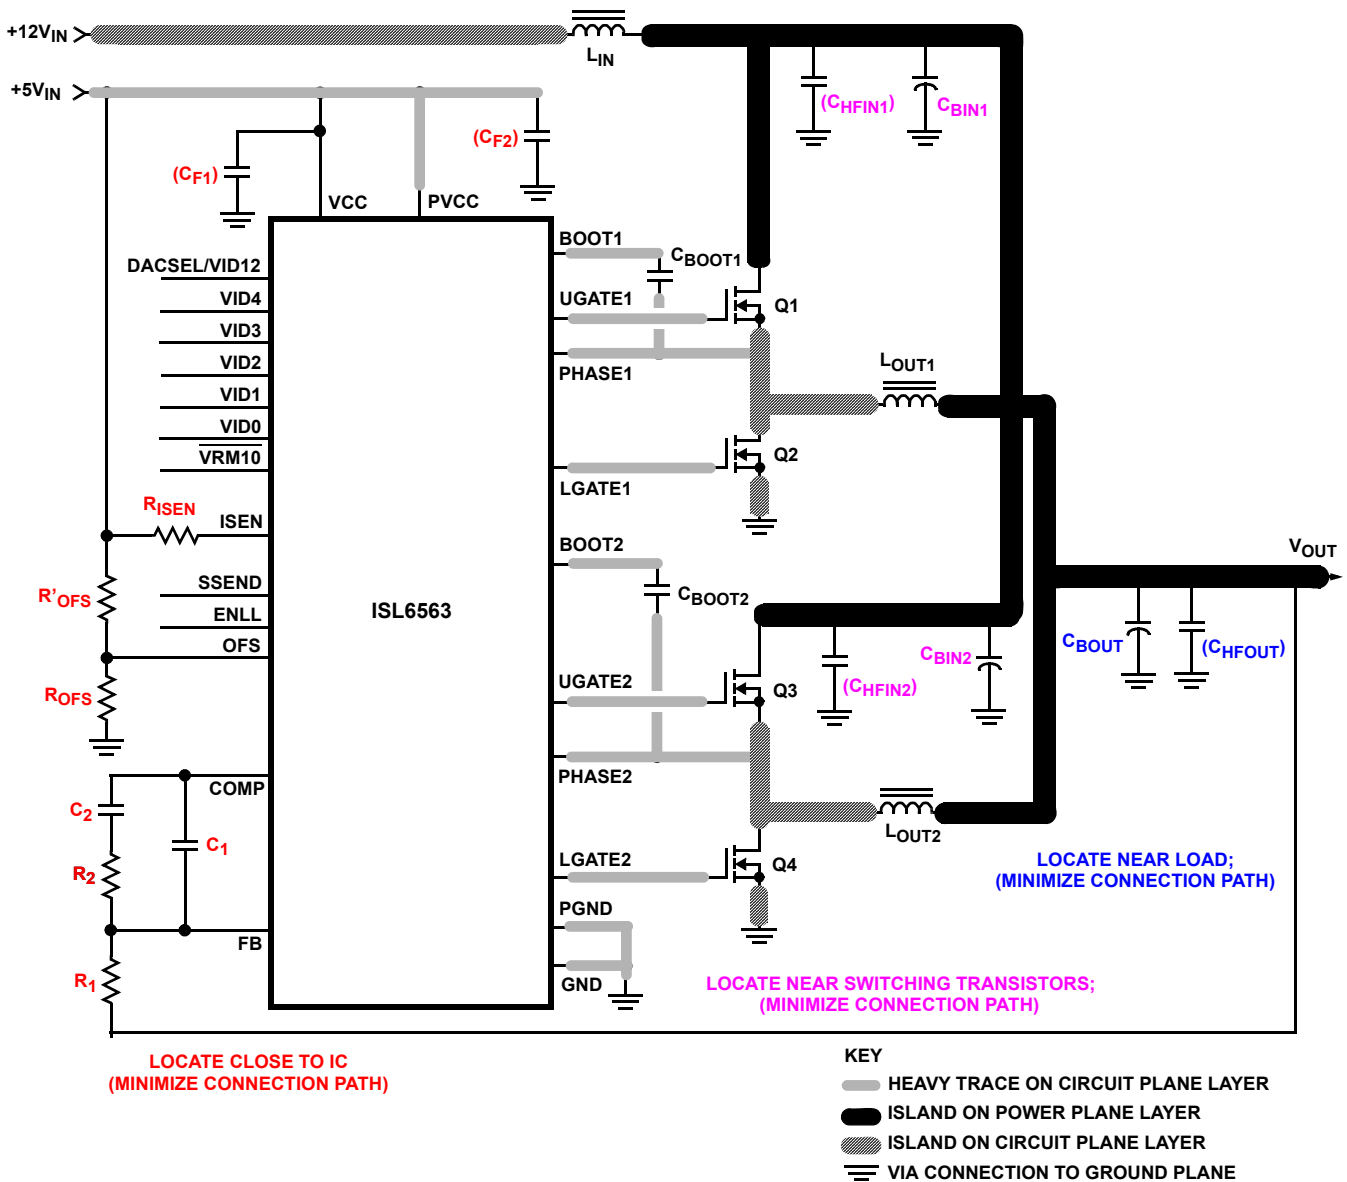 +12VIN
LIN
+5VIN
(CHFIN1)
CBIN1
(CF2)
(CF1)
VCC
PVCC
BOOT1
CBOOT1
DACSEL/VID12
VID4
UGATE1
Q1
VID3
VID2
PHASE1
LOUT1
VID1
VID0
VRM10
Q2
LGATE1
RISEN
ISEN
BOOT2
VOUT
SSEND
R'OFS
ISL6563
CBOOT2
ENLL
OFS
CBOUT
(CHFOUT)
CBIN2
UGATE2
Q3
(CHFIN2)
ROFS
PHASE2
COMP
C2
C1
LOUT2
LGATE2
Q4
R2
LOCATE NEAR LOAD;
(MINIMIZE CONNECTION PATH)
PGND
FB
R1
GND
LOCATE NEAR SWITCHING TRANSISTORS;
(MINIMIZE CONNECTION PATH)
LOCATE CLOSE TO IC
(MINIMIZE CONNECTION PATH)
KEY
HEAVY TRACE ON CIRCUIT PLANE LAYER
ISLAND ON POWER PLANE LAYER
ISLAND ON CIRCUIT PLANE LAYER
VIA CONNECTION TO GROUND PLANE